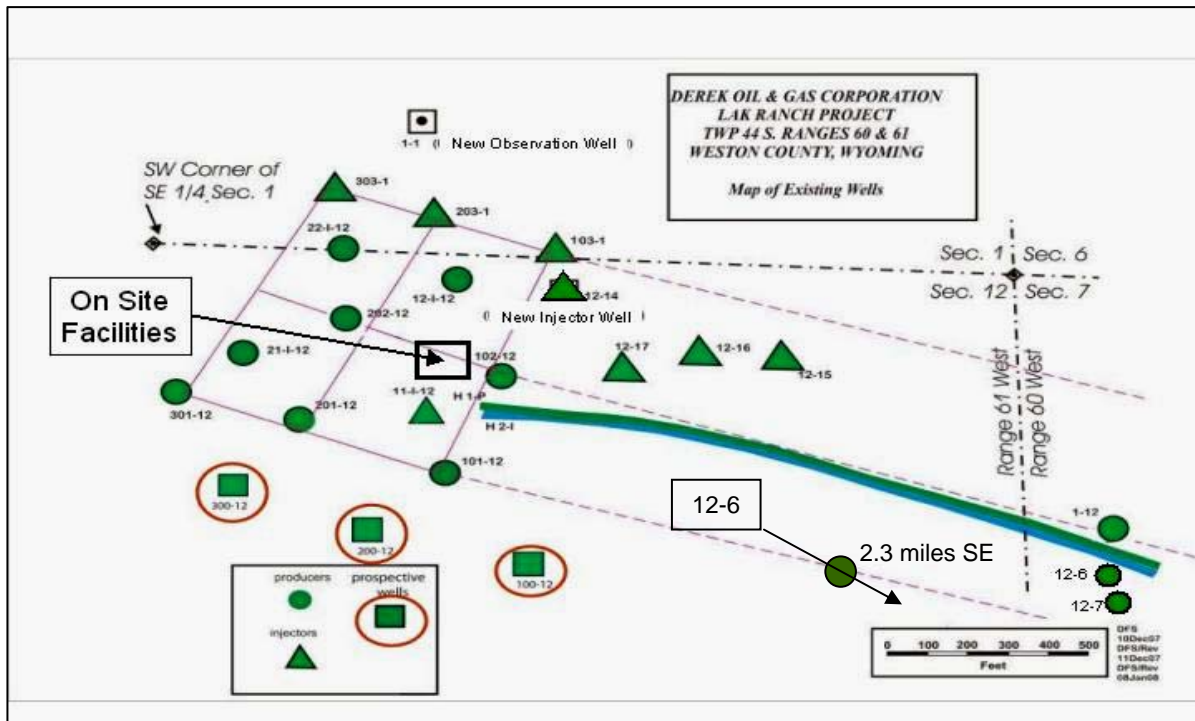 DEREK OIL & GAS CORPORATION
LAK RANCH PROJECT
TWP 44 S. RANGES 60 & 61
WESTON COUNTY, WYOMING
Map of Existing Wells
1-1 ( New Observation Well )
SW Corner of
SE 1/4 Sec. 1
303-1
203-1
22-I-12
103-1
Sec. 1
Sec. 6
Sec. 12
Sec. 7
On Site
Facilities
12-I-12
12-14
( New Injector Well )
202-12
21-I-12
102-12
12-17
12-16
12-15
301-12
201-12
11-I-12
H 1-P
H 2-I
101-12
Range 61 West
Range 60 West
300-12
200-12
100-12
12-6
2.3 miles SE
1-12
12-6
12-7
producers
prospective
wells
injectors
0 100 200 300 400 500
Feet
DFS
10Dec07
DFS/Rev
11Dec07
DFS/Rev
08Jan08